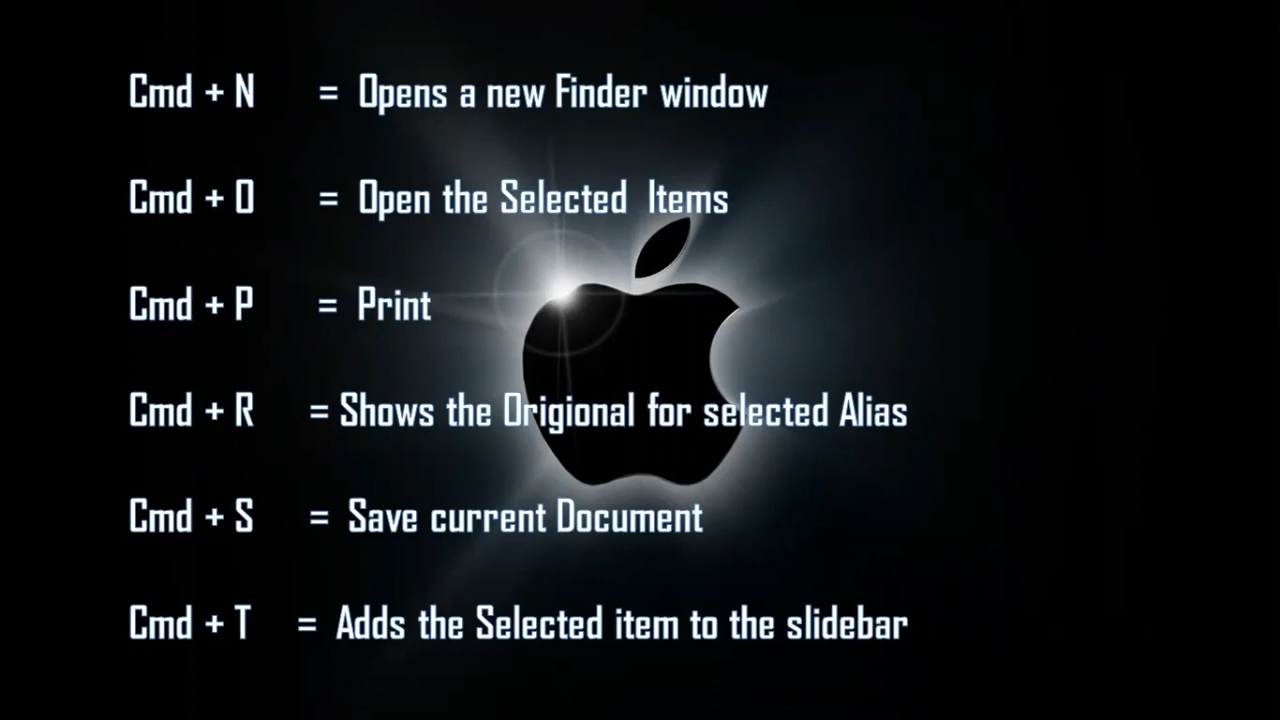 Cmd + N = Opens a new Finder window
Cmd + O = Open the Selected Items
Cmd + P = Print
Cmd + R = Shows the Origional for selected Alias
Cmd + S = Save current Document
Cmd + T = Adds the Selected item to the slidebar